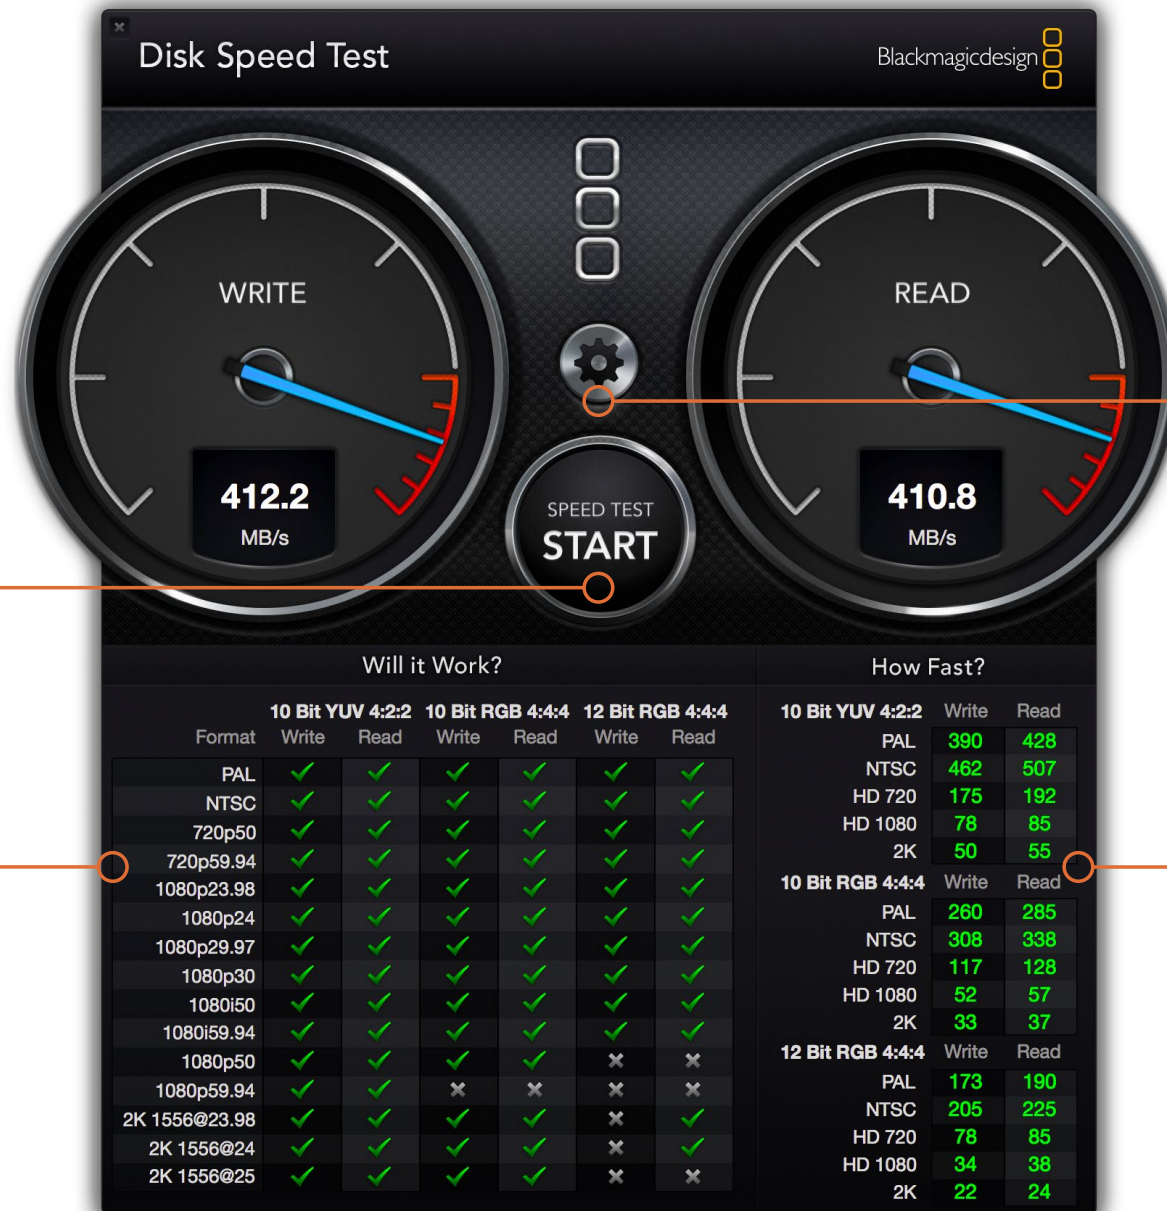 Disk Speed Test
Blackmagicdesign
WRITE
READ
412.2
MB/s
410.8
MB/s
SPEED TEST
START
Will it Work?
10 Bit YUV 4:2:2 10 Bit RGB 4:4:4 12 Bit RGB 4:4:4
Format Write Read Write Read Write Read
PAL
NTSC
720p50
720p59.94
1080p23.98
1080p24
1080p29.97
1080p30
1080i50
1080i59.94
1080p50
1080p59.94
2K 1556@23.98
2K 1556@24
2K 1556@25
How Fast?
10 Bit YUV 4:2:2 Write Read
PAL 390 428
NTSC 462 507
HD 720 175 192
HD 1080 78 85
2K 50 55
10 Bit RGB 4:4:4 Write Read
PAL 260 285
NTSC 308 338
HD 720 117 128
HD 1080 52 57
2K 33 37
12 Bit RGB 4:4:4 Write Read
PAL 173 190
NTSC 205 225
HD 720 78 85
HD 1080 34 38
2K 22 24